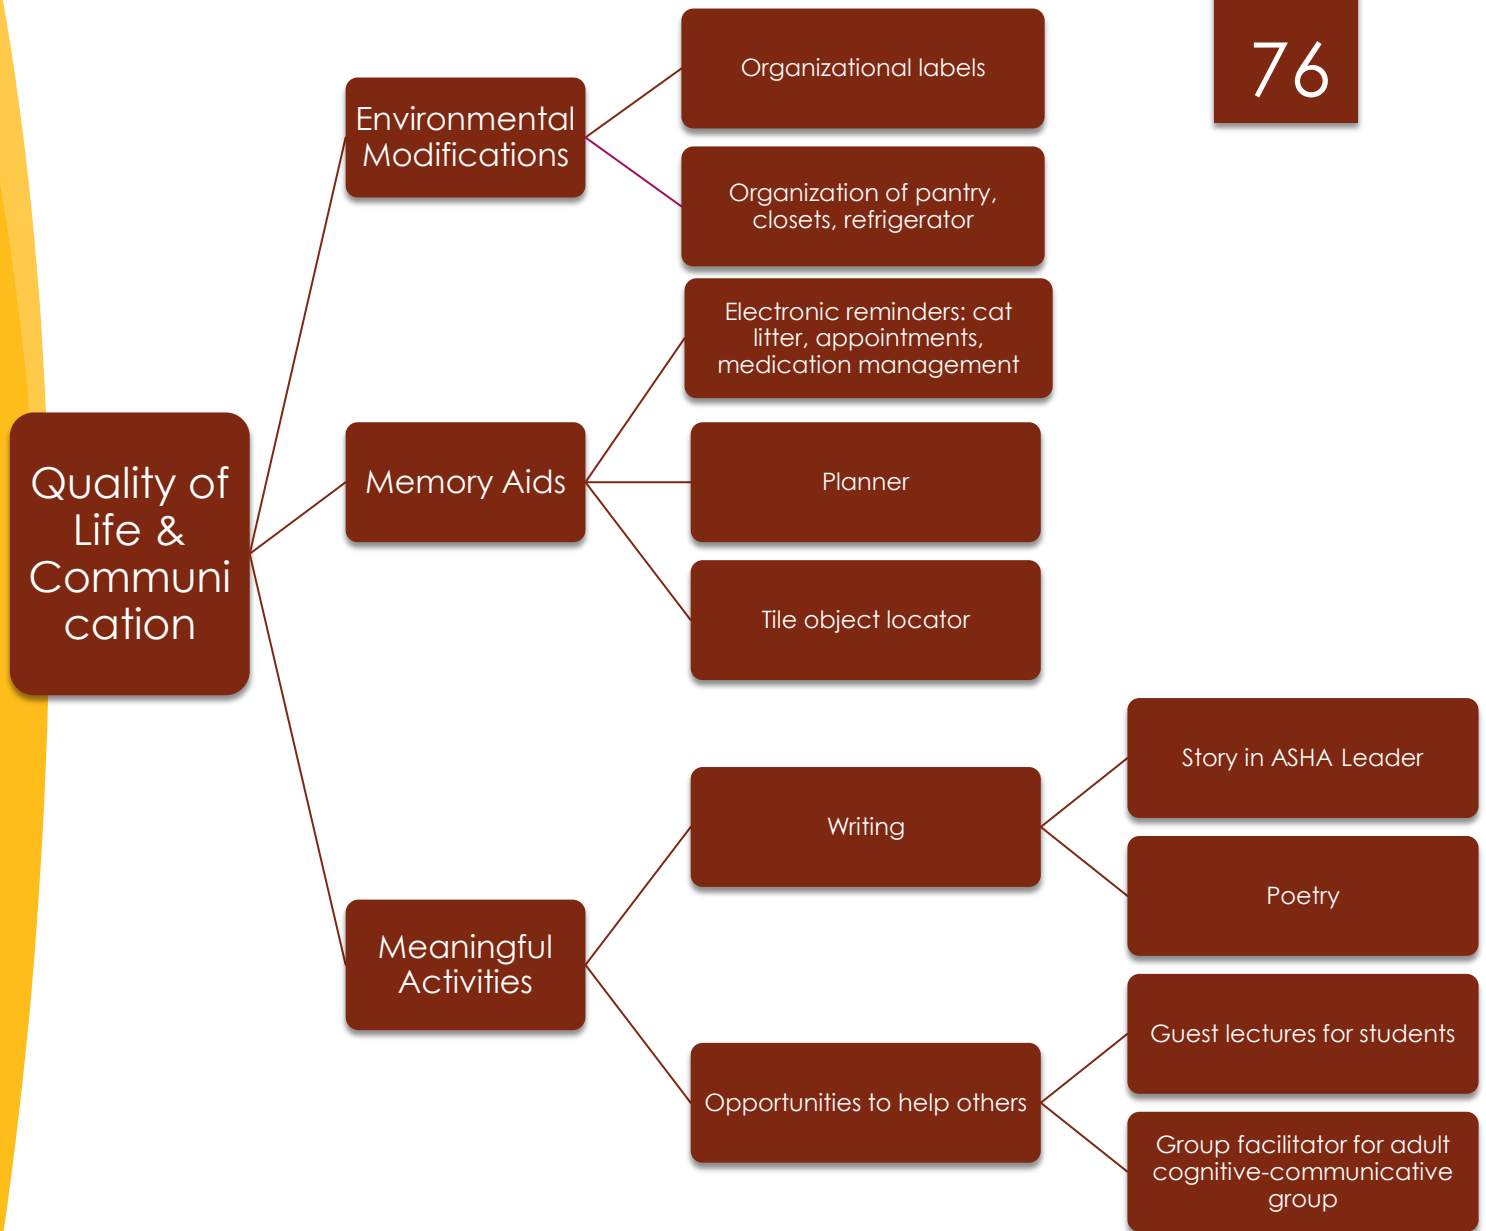 76
Quality of
Life &
Communi
cation
Environmental
Modifications
Organizational labels
Organization of pantry,
closets, refrigerator
Memory Aids
Electronic reminders: cat
litter, appointments,
medication management
Planner
Tile object locator
Meaningful
Activities
Writing
Story in ASHA Leader
Poetry
Opportunities to help others
Guest lectures for students
Group facilitator for adult
cognitive-communicative
group